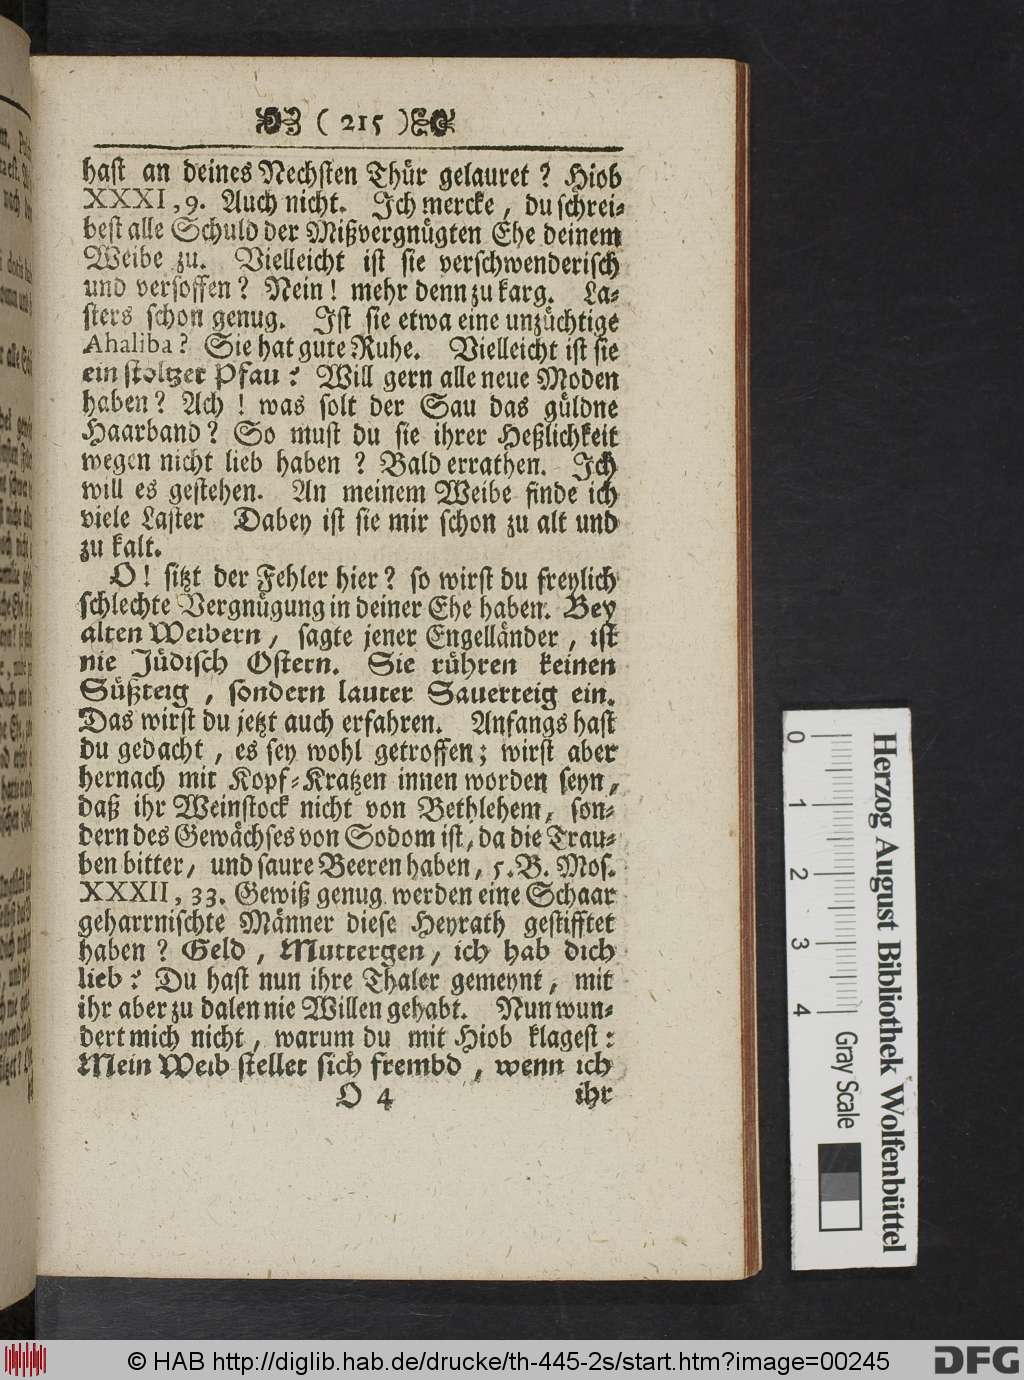 ( 215 )
hast an deines Nechsten Thür gelauret? Hiob
XXXI, 9. Auch nicht. Ich mercke, du schrei-
best alle Schuld der Mißvergnügten Ehe deinem
Weibe zu. Vielleicht ist sie verschwenderisch
und versoffen? Nein! mehr denn zu karg. La-
sters schon genug. Ist sie etwa eine unzüchtige
Ahaliba? Sie hat gute Ruhe. Vielleicht ist sie
ein stoltzer Pfau? Will gern alle neue Moden
haben? Ach! was solt der Sau das güldne
Haarband? So must du sie ihrer Heßlichkeit
wegen nicht lieb haben? Bald errathen. Ich
will es gestehen. An meinem Weibe finde ich
viele Laster Dabey ist sie mir schon zu alt und
zu kalt.
O! sitzt der Fehler hier? so wirst du freylich
schlechte Vergnügung in deiner Ehe haben. Bey
alten Weibern, sagte jener Engelländer, ist
nie Jüdisch Ostern. Sie rühren keinen
Süßteig, sondern lauter Sauerteig ein.
Das wirst du jetzt auch erfahren. Anfangs hast
du gedacht, es sey wohl getroffen; wirst aber
hernach mit Kopf-Kratzen innen worden seyn,
daß ihr Weinstock nicht von Bethlehem, son-
dern des Gewächses von Sodom ist, da die Trau-
ben bitter, und saure Beeren haben, 5. B. Mos.
XXXII, 33. Gewiß genug werden eine Schaar
geharrnischte Männer diese Heyrath gestifftet
haben? Geld, Muttergen, ich hab dich
lieb? Du hast nun ihre Thaler gemeynt, mit
ihr aber zu dalen nie Willen gehabt. Nun wun-
dert mich nicht, warum du mit Hiob klagest:
Mein Weib stellet sich frembd, wenn ich
O 4 ihr
0 1 2 3 4
Gray Scale
Herzog August Bibliothek Wolfenbüttel
© HAB http://diglib.hab.de/drucke/th-445-2s/start.htm?image=00245
DFG